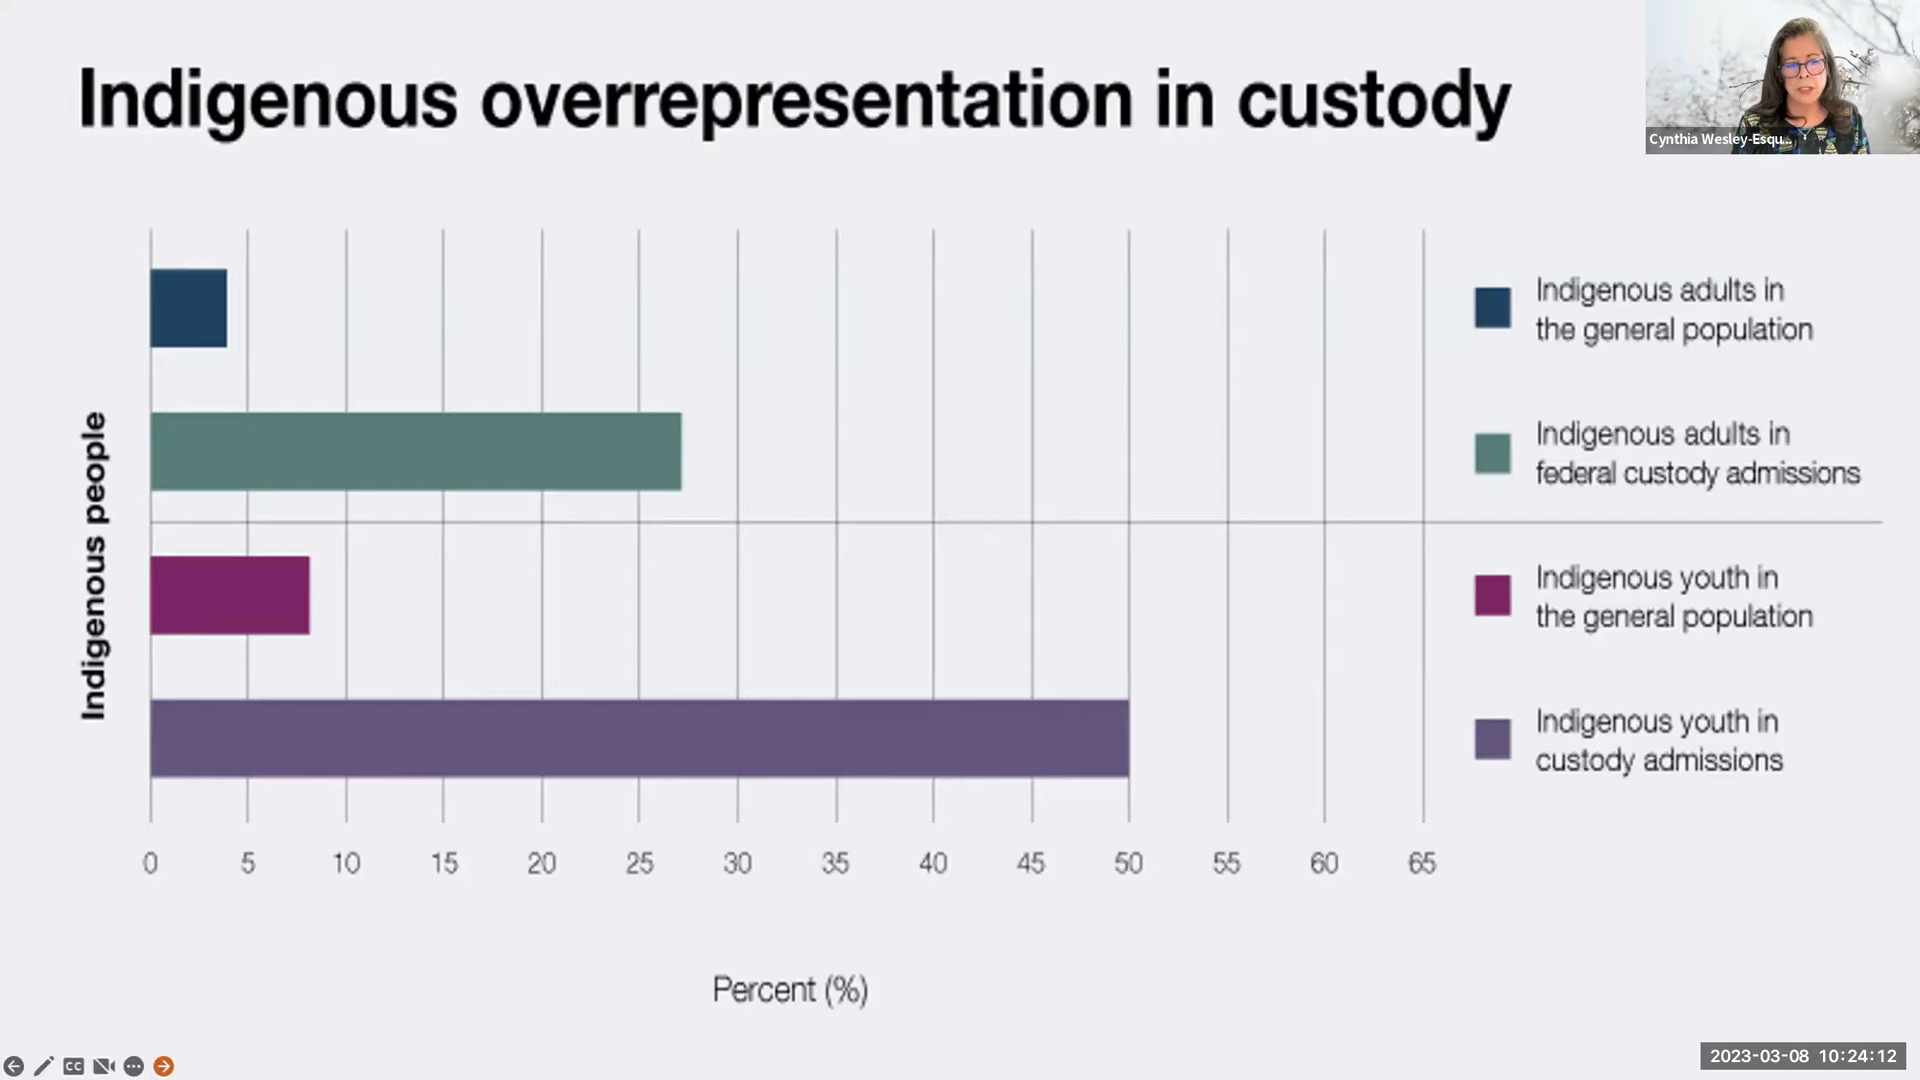 Indigenous overrepresentation in custody
Cynthia Wesley-Esqu...
Indigenous people
Indigenous adults in
the general population
Indigenous adults in
federal custody admissions
Indigenous youth in
the general population
Indigenous youth in
custody admissions
0 5 10 15 20 25 30 35 40 45 50 55 60 65
Percent (%)
CC
2023-03-08 10:24:12